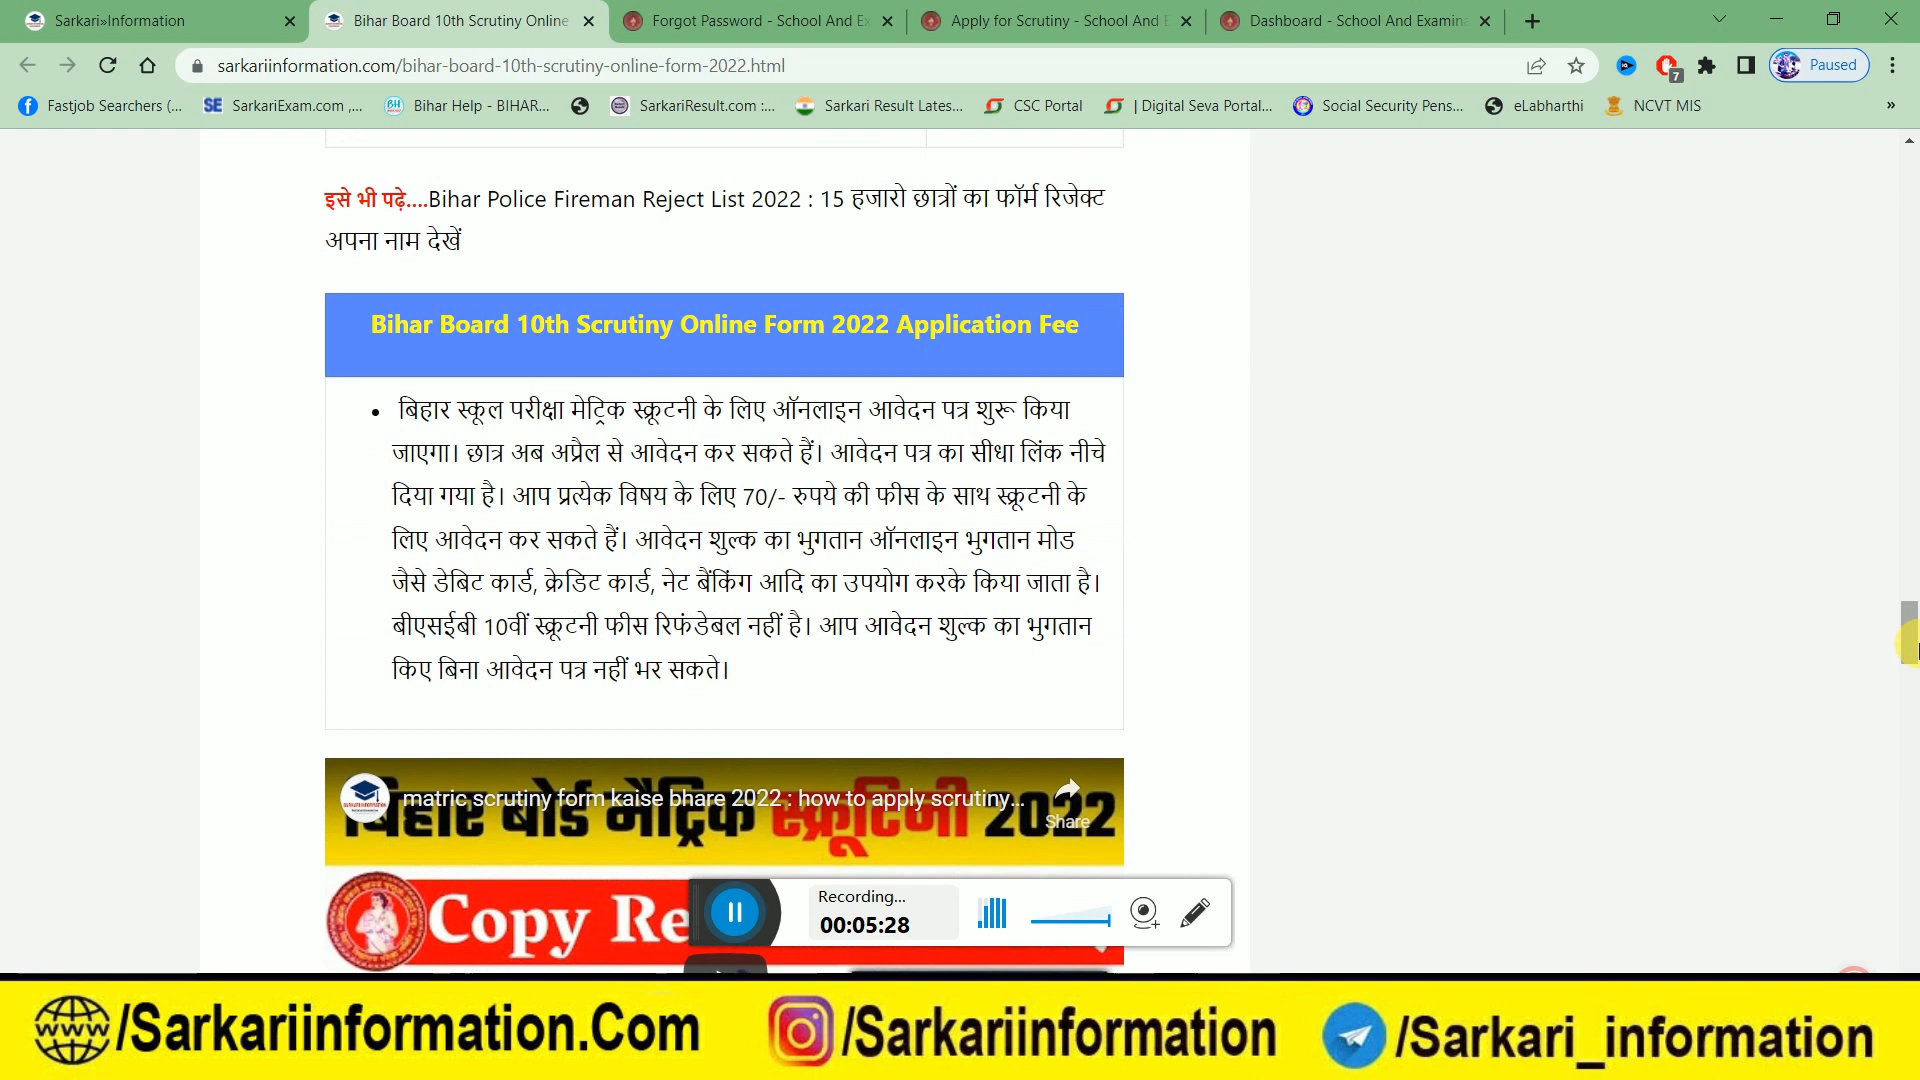 Sarkari»Information
Bihar Board 10th Scrutiny Online
Forgot Password - School And Ex
Apply for Scrutiny - School And E
Dashboard - School And Examina
sarkariinformation.com/bihar-board-10th-scrutiny-online-form-2022.html
7
Paused
Fastjob Searchers (...
SE SarkariExam.com ,...
BH Bihar Help - BIHAR...
SarkariResult.com :...
Sarkari Result Lates...
CSC Portal
| Digital Seva Portal...
Social Security Pens...
eLabharthi
NCVT MIS
»
इसे भी पढ़े....Bihar Police Fireman Reject List 2022 : 15 हजारो छात्रों का फॉर्म रिजेक्ट
अपना नाम देखें
Bihar Board 10th Scrutiny Online Form 2022 Application Fee
बिहार स्कूल परीक्षा मेट्रिक स्क्रूटनी के लिए ऑनलाइन आवेदन पत्र शुरू किया
जाएगा। छात्र अब अप्रैल से आवेदन कर सकते हैं। आवेदन पत्र का सीधा लिंक नीचे
दिया गया है। आप प्रत्येक विषय के लिए 70/- रुपये की फीस के साथ स्क्रूटनी के
लिए आवेदन कर सकते हैं। आवेदन शुल्क का भुगतान ऑनलाइन भुगतान मोड
जैसे डेबिट कार्ड, क्रेडिट कार्ड, नेट बैंकिंग आदि का उपयोग करके किया जाता है।
बीएसईबी 10वीं स्क्रूटनी फीस रिफंडेबल नहीं है। आप आवेदन शुल्क का भुगतान
किए बिना आवेदन पत्र नहीं भर सकते।
matric scrutiny form kaise bhare 2022 : how to apply scrutiny...
Share
बिहार बोर्ड मैट्रिक स्क्रूटिनी 2022
Copy Re
Recording...
00:05:28
www /Sarkariinformation.Com
/Sarkariinformation
/Sarkari_information